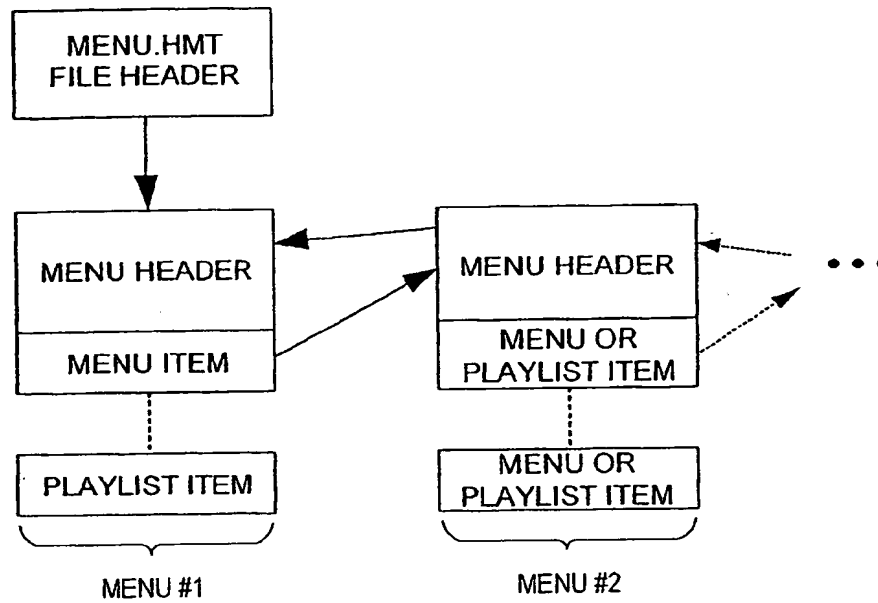 MENU.HMT
FILE HEADER
MENU HEADER
MENU ITEM
PLAYLIST ITEM
MENU #1
MENU HEADER
MENU OR
PLAYLIST ITEM
MENU OR
PLAYLIST ITEM
MENU #2
• • •